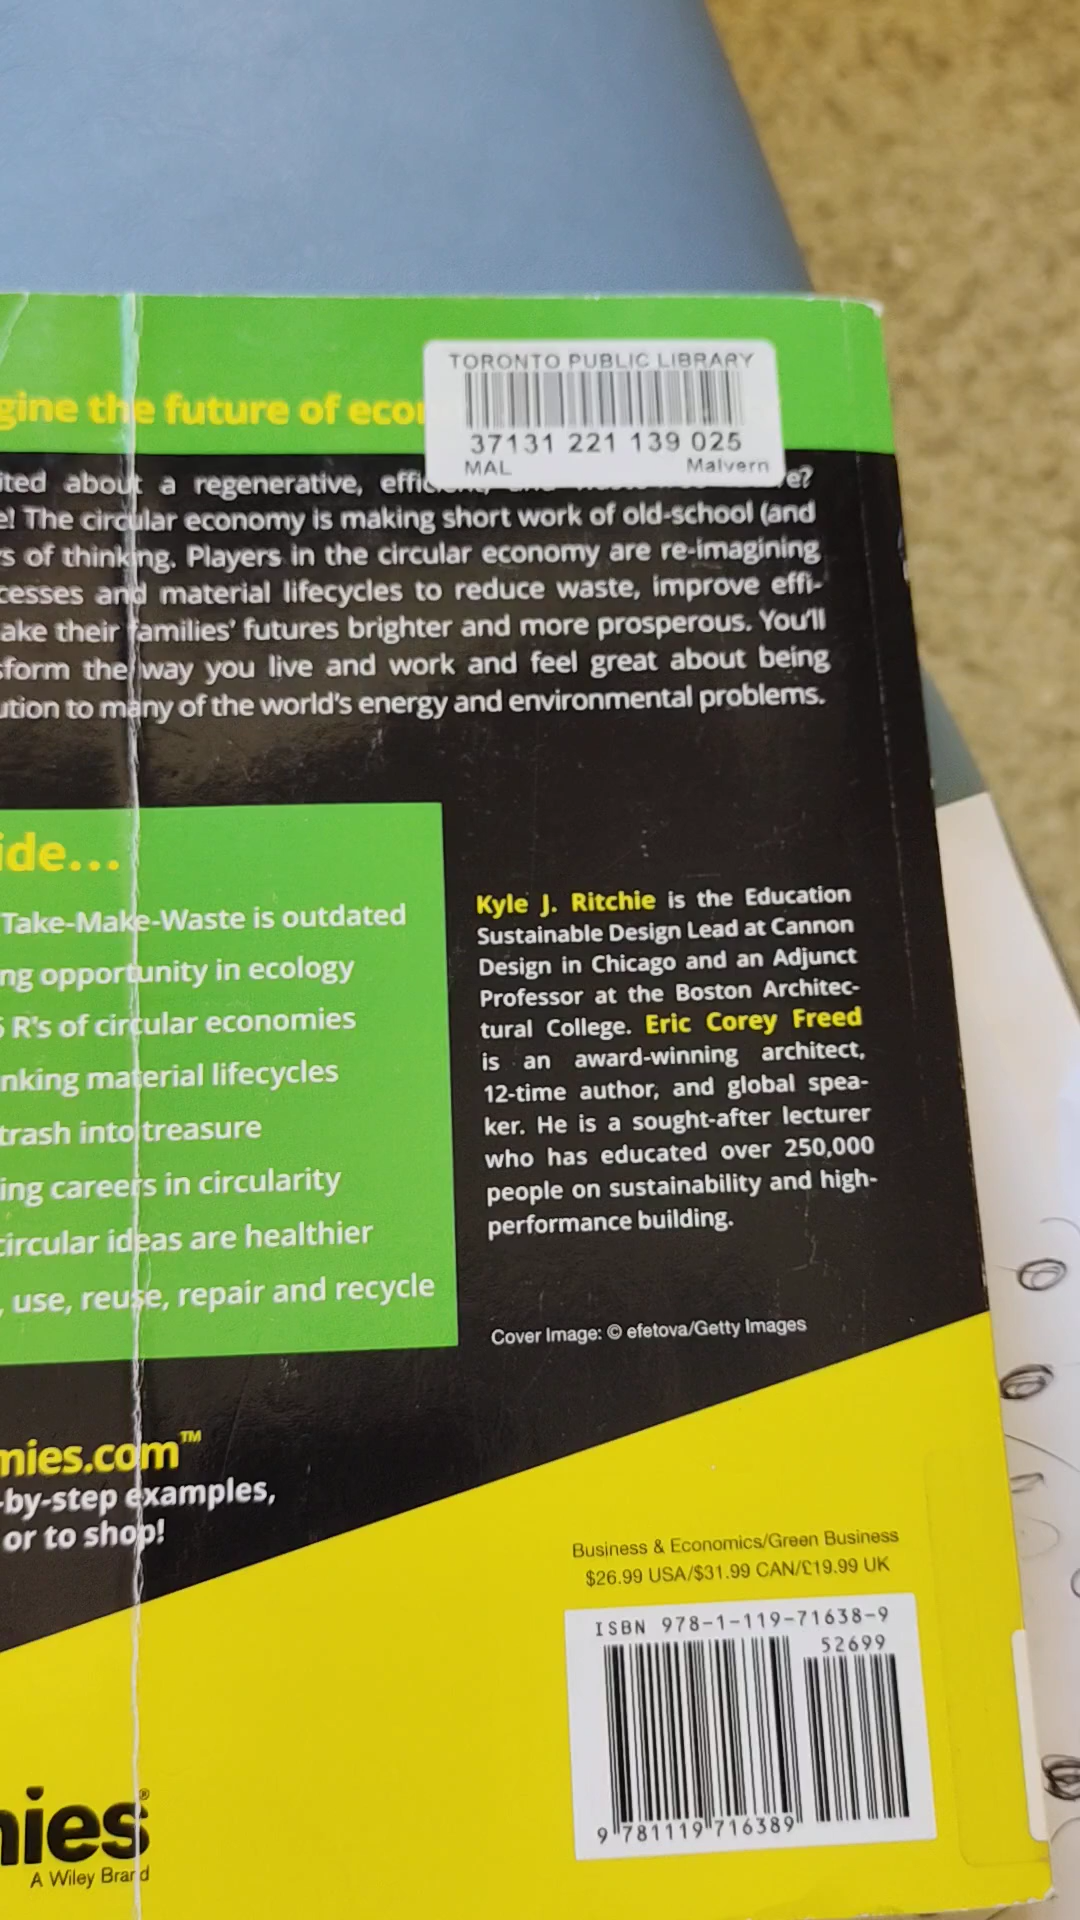 TORONTO PUBLIC LIBRARY
37131 221 139 025
MAL Malvern
gine the future of econ
ited about a regenerative, effic e?
e! The circular economy is making short work of old-school (and
s of thinking. Players in the circular economy are re-imagining
cesses and material lifecycles to reduce waste, improve effi-
ake their families' futures brighter and more prosperous. You'll
sform the way you live and work and feel great about being
ution to many of the world's energy and environmental problems.
ide...
Take-Make-Waste is outdated
ng opportunity in ecology
R's of circular economies
nking material lifecycles
trash into treasure
ing careers in circularity
circular ideas are healthier
, use, reuse, repair and recycle
Kyle J. Ritchie is the Education
Sustainable Design Lead at Cannon
Design in Chicago and an Adjunct
Professor at the Boston Architec-
tural College. Eric Corey Freed
is an award-winning architect,
12-time author, and global spea-
ker. He is a sought-after lecturer
who has educated over 250,000
people on sustainability and high-
performance building.
Cover Image: © efetova/Getty Images
mies.com™
-by-step examples,
or to shop!
Business & Economics/Green Business
$26.99 USA/$31.99 CAN/£19.99 UK
ISBN 978-1-119-71638-9
52699
9 781119 716389
nies®
A Wiley Brand